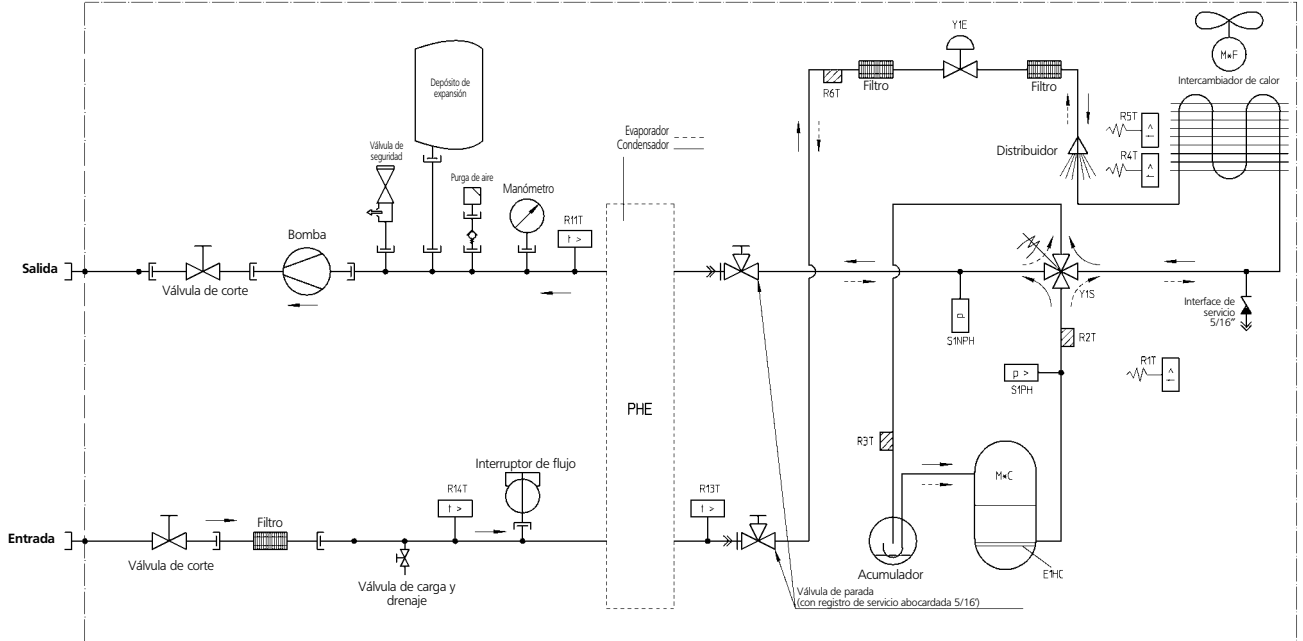 Y1E
M*F
Intercambiador de calor
R6T
Filtro
Filtro
R5T
R4T
Distribuidor
Depósito de
expansión
Válvula de
seguridad
Purga de aire
Manómetro
Evaporador
Condensador
R11T
t >
Salida
Bomba
Válvula de corte
Y1S
Interface de
servicio
5/16”
p
S1NPH
R2T
R1T
p >
S1PH
PHE
R3T
M*C
Interruptor de flujo
R14T
t >
R13T
t >
Entrada
Filtro
Válvula de corte
Válvula de carga y
drenaje
Acumulador
E1HC
Válvula de parada
(con registro de servicio abocardada 5/16”)